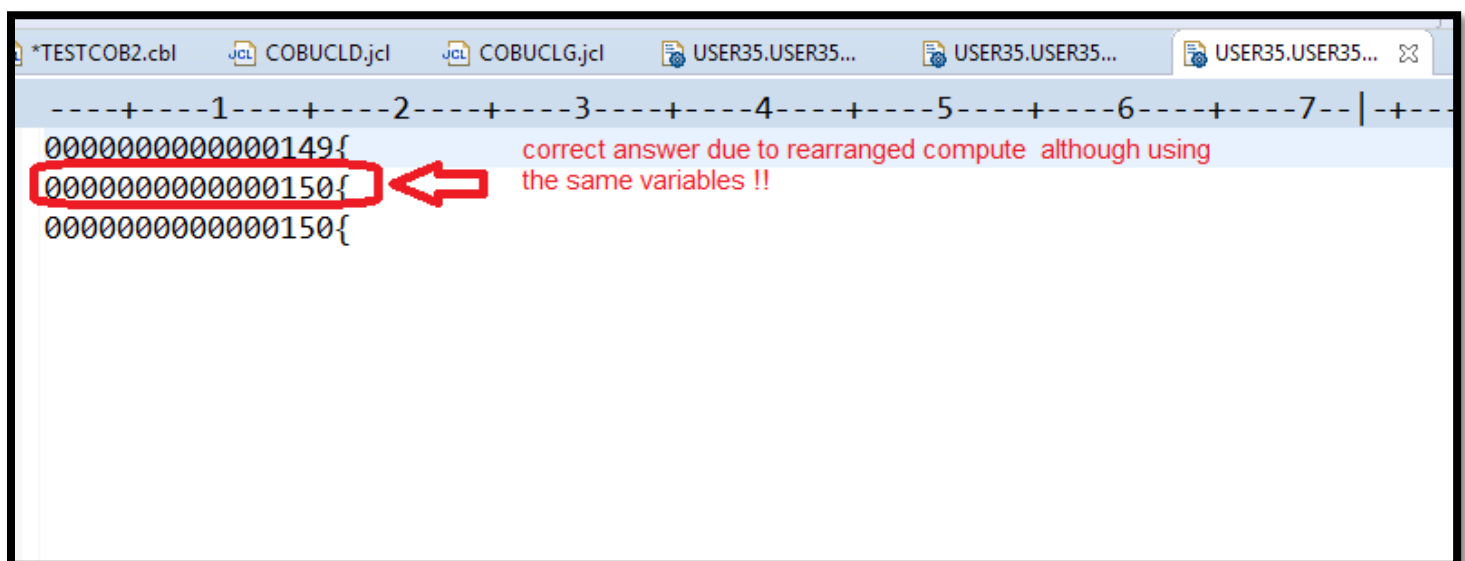 *TESTCOB2.cbl COBUCLD.jcl COBUCLG.jcl USER35.USER35... USER35.USER35... USER35.USER35...
----+----1----+----2----+----3----+----4----+----5----+----6----+----7--|-+---
0000000000000149{ correct answer due to rearranged compute although using
0000000000000150{ the same variables !!
0000000000000150{